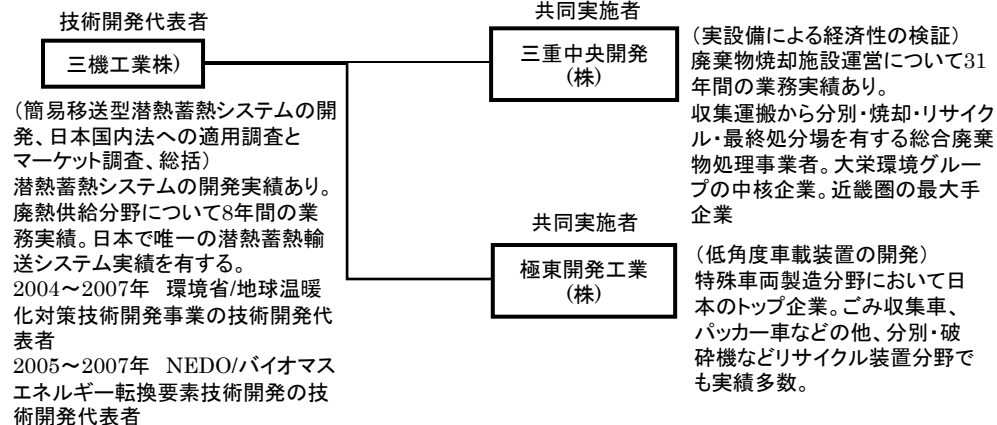 技術開発代表者
三機工業株)
(簡易移送型潜熱蓄熱システムの開
発、日本国内法への適用調査と
マーケット調査、総括)
潜熱蓄熱システムの開発実績あり。
廃熱供給分野について8年間の業
務実績。日本で唯一の潜熱蓄熱輸
送システム実績を有する。
2004～2007年　環境省/地球温暖
化対策技術開発事業の技術開発代
表者
2005～2007年　NEDO/バイオマス
エネルギー転換要素技術開発の技
術開発代表者
共同実施者
三重中央開発
(株)
(実設備による経済性の検証)
廃棄物焼却施設運営について31
年間の業務実績あり。
収集運搬から分別・焼却・リサイク
ル・最終処分場を有する総合廃棄
物処理事業者。大栄環境グルー
プの中核企業。近畿圏の最大手
企業
共同実施者
極東開発工業
(株)
(低角度車載装置の開発)
特殊車両製造分野において日
本のトップ企業。ごみ収集車、
パッカー車などの他、分別・破
砕機などリサイクル装置分野で
も実績多数。